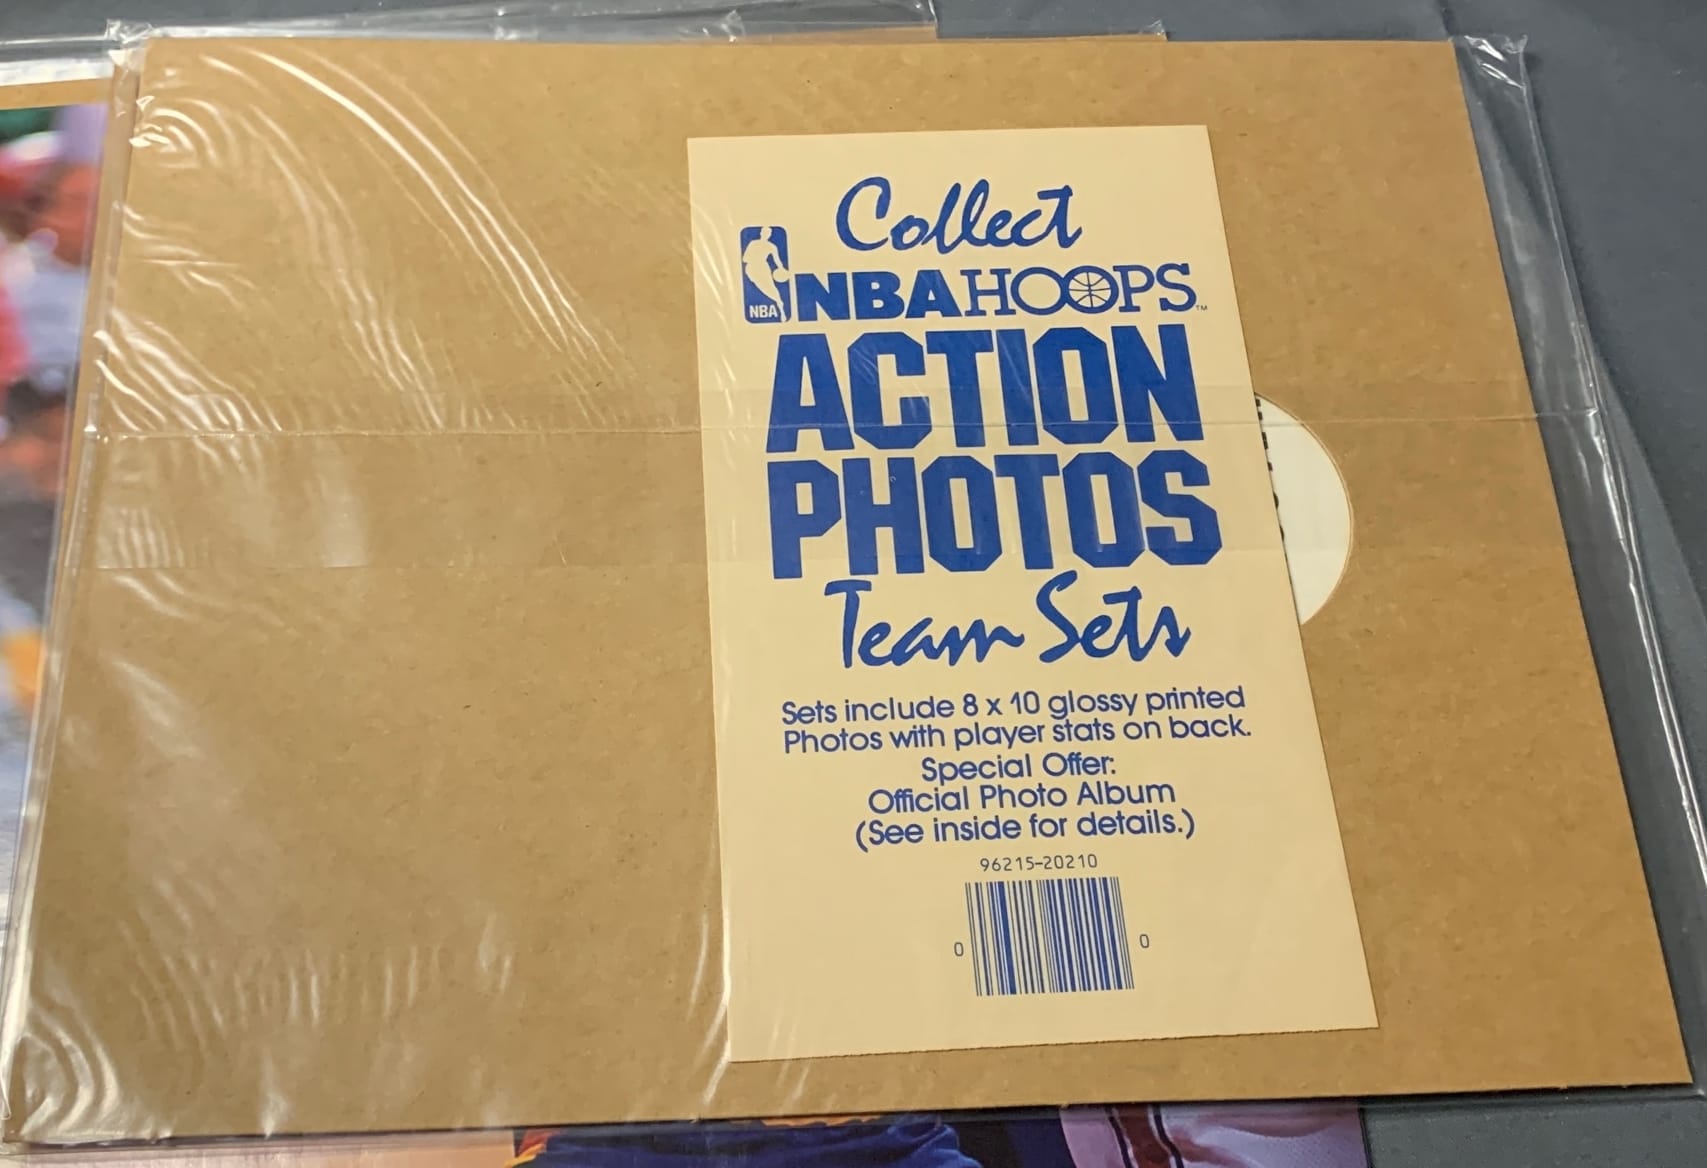 Collect
NBA
NBAHOOPS™
ACTION
PHOTOS
Team Sets
Sets include 8 x 10 glossy printed
Photos with player stats on back.
Special Offer:
Official Photo Album
(See inside for details.)
96215-20210
0 0